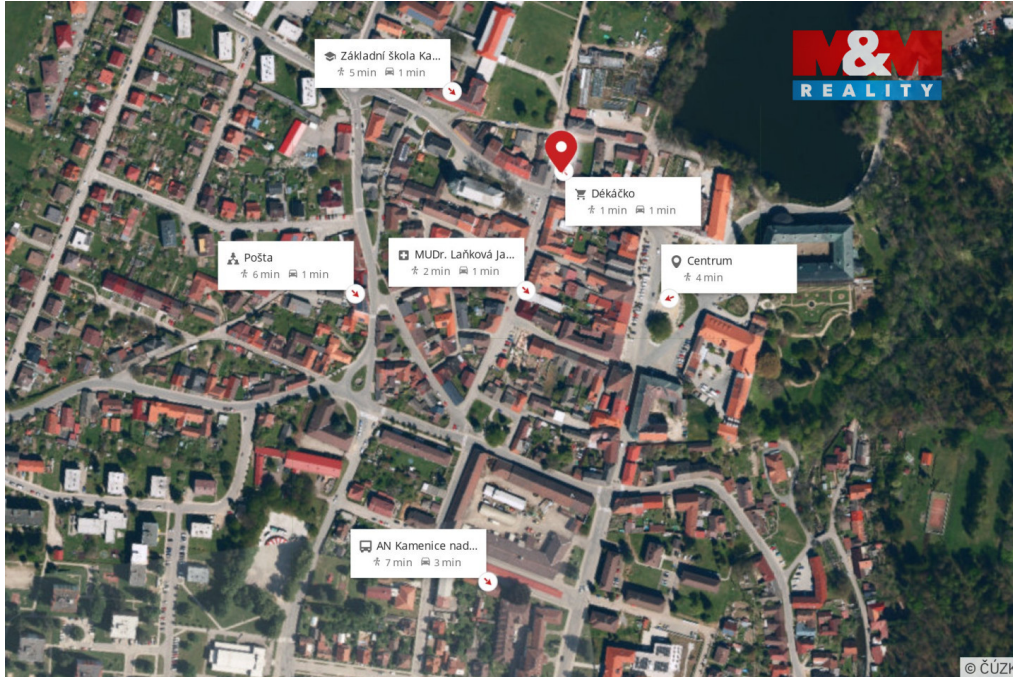 Základní škola Ka...
5 min 1 min
M&M
REALITY
Dékáčko
1 min 1 min
Pošta
6 min 1 min
MUDr. Laňková Ja...
2 min 1 min
Centrum
4 min
AN Kamenice nad...
7 min 3 min
© ČÚZK